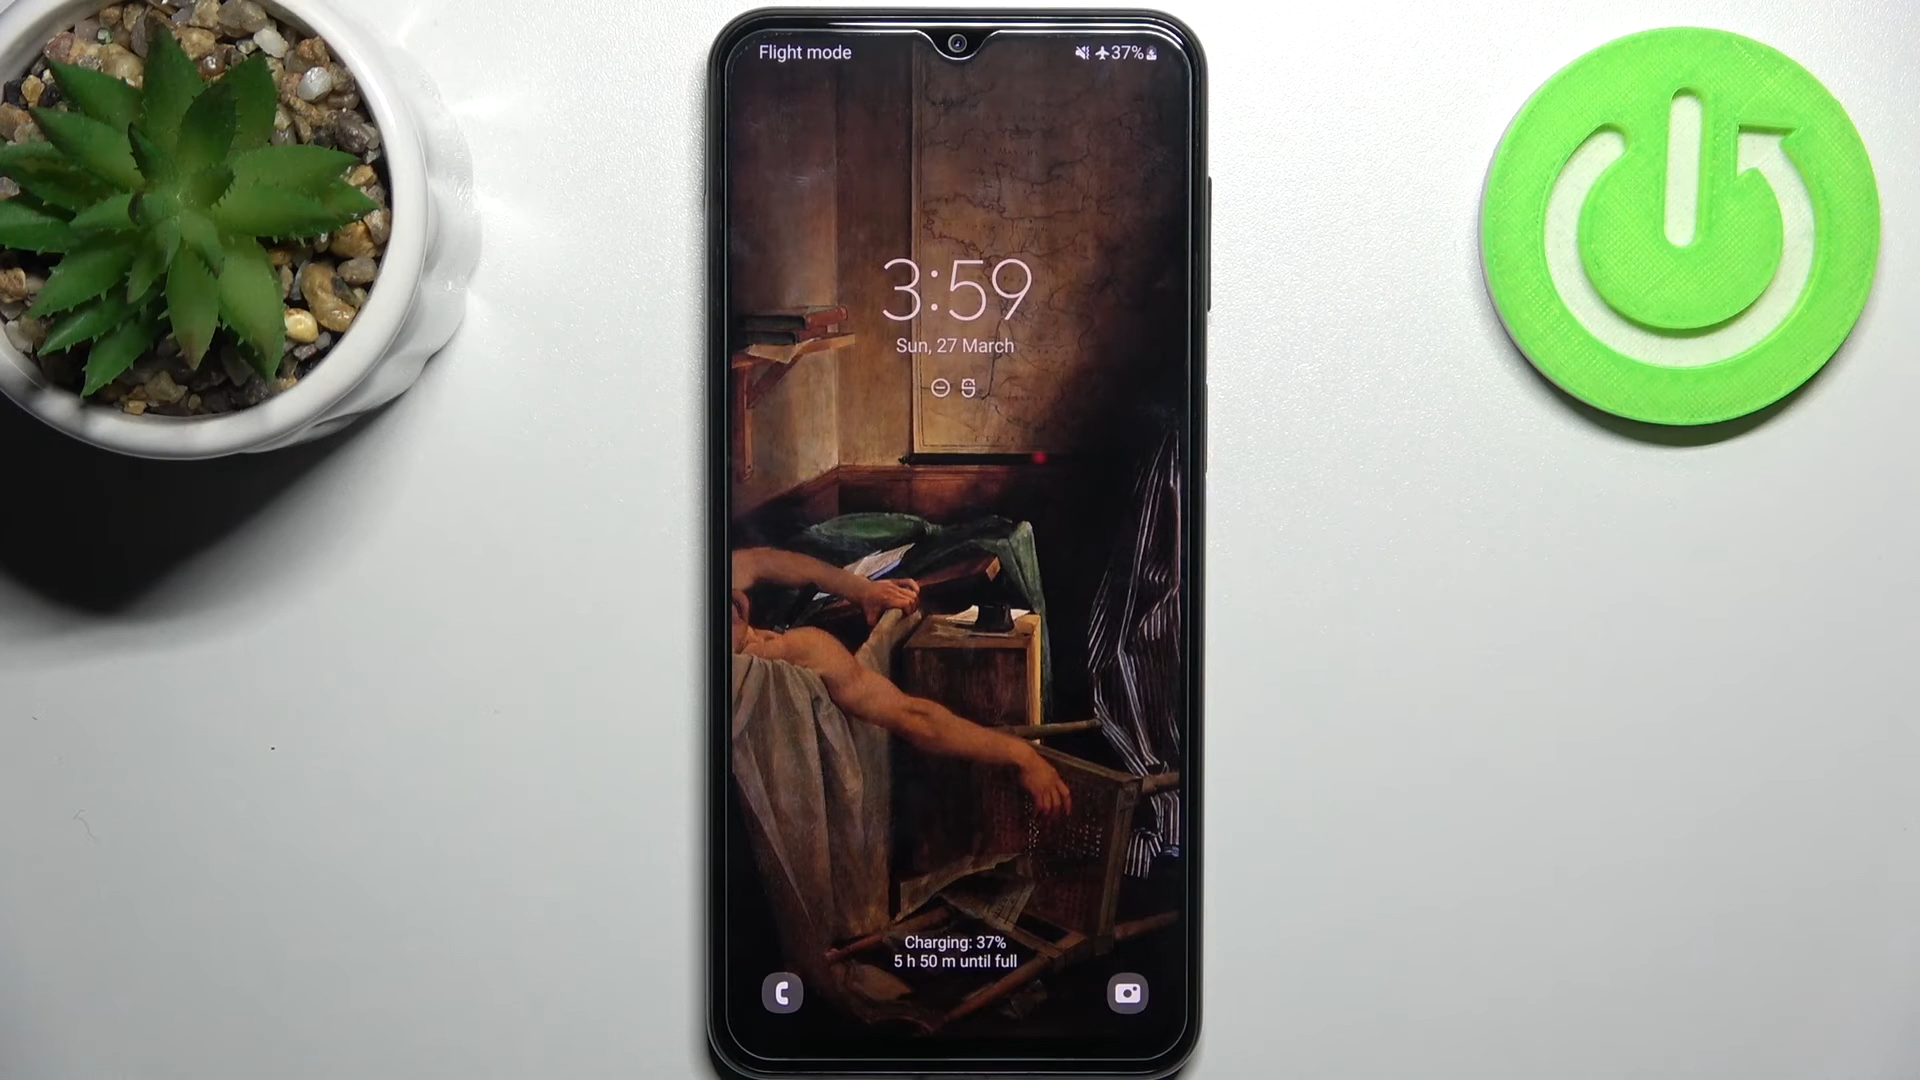 Flight mode
37%
3:59
Sun, 27 March
Charging: 37%
5 h 50 m until full